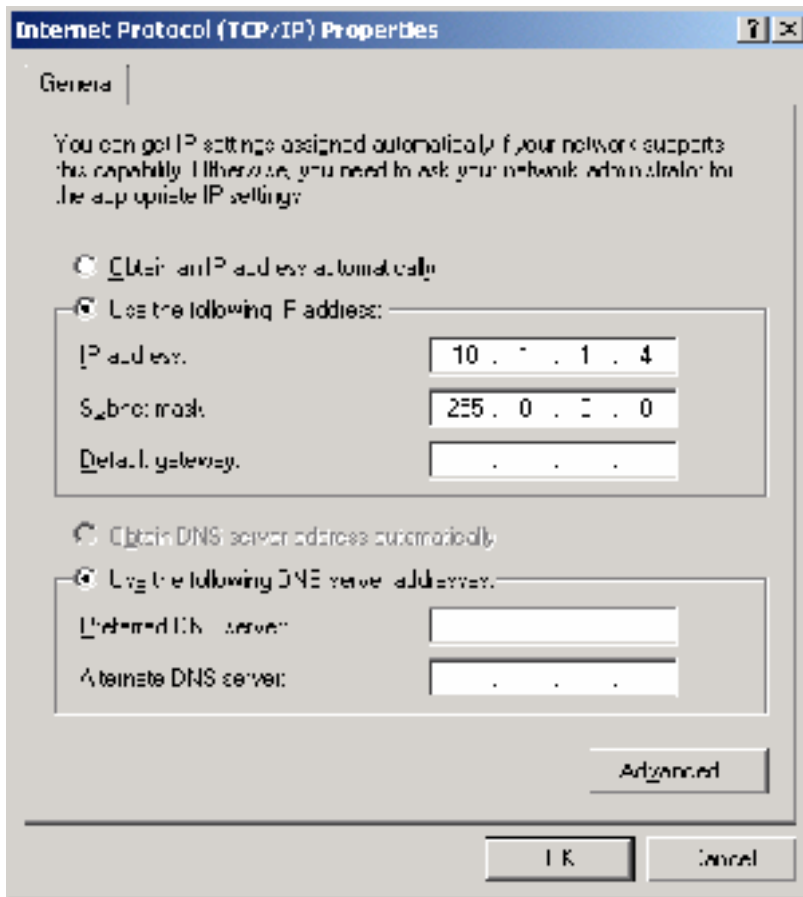 Internet Protocol (TCP/IP) Properties
General
You can get IP settings assigned automatically if your network supports
this capability. Otherwise, you need to ask your network administrator for
the appropriate IP settings.
Obtain an IP address automatically
Use the following IP address:
IP address: 10 . 1 . 1 . 4
Subnet mask: 255 . 0 . 0 . 0
Default gateway: . . .
Obtain DNS server address automatically
Use the following DNS server addresses:
Preferred DNS server:
Alternate DNS server: . . .
Advanced...
OK Cancel